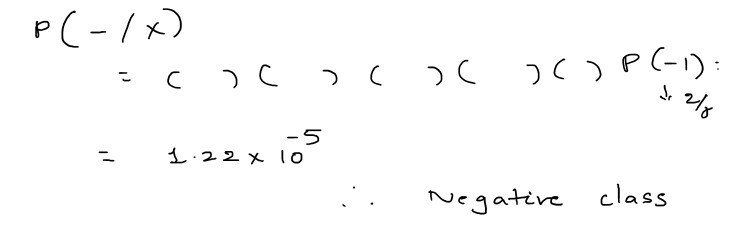 P(-/x)
= ( ) ( ) ( ) ( ) ( ) P(-1):
↓ 2/8
= 1.22 x 10^-5
∴ Negative class